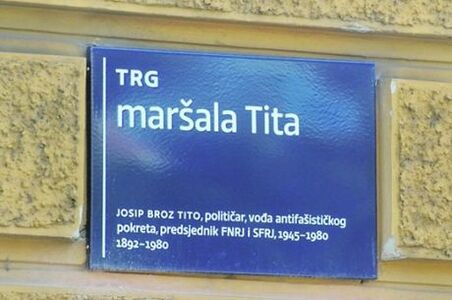 TRG
maršala Tita
JOSIP BROZ TITO, političar, vođa antifašističkog
pokreta, predsjednik FNRJ i SFRJ, 1945–1980
1892–1980